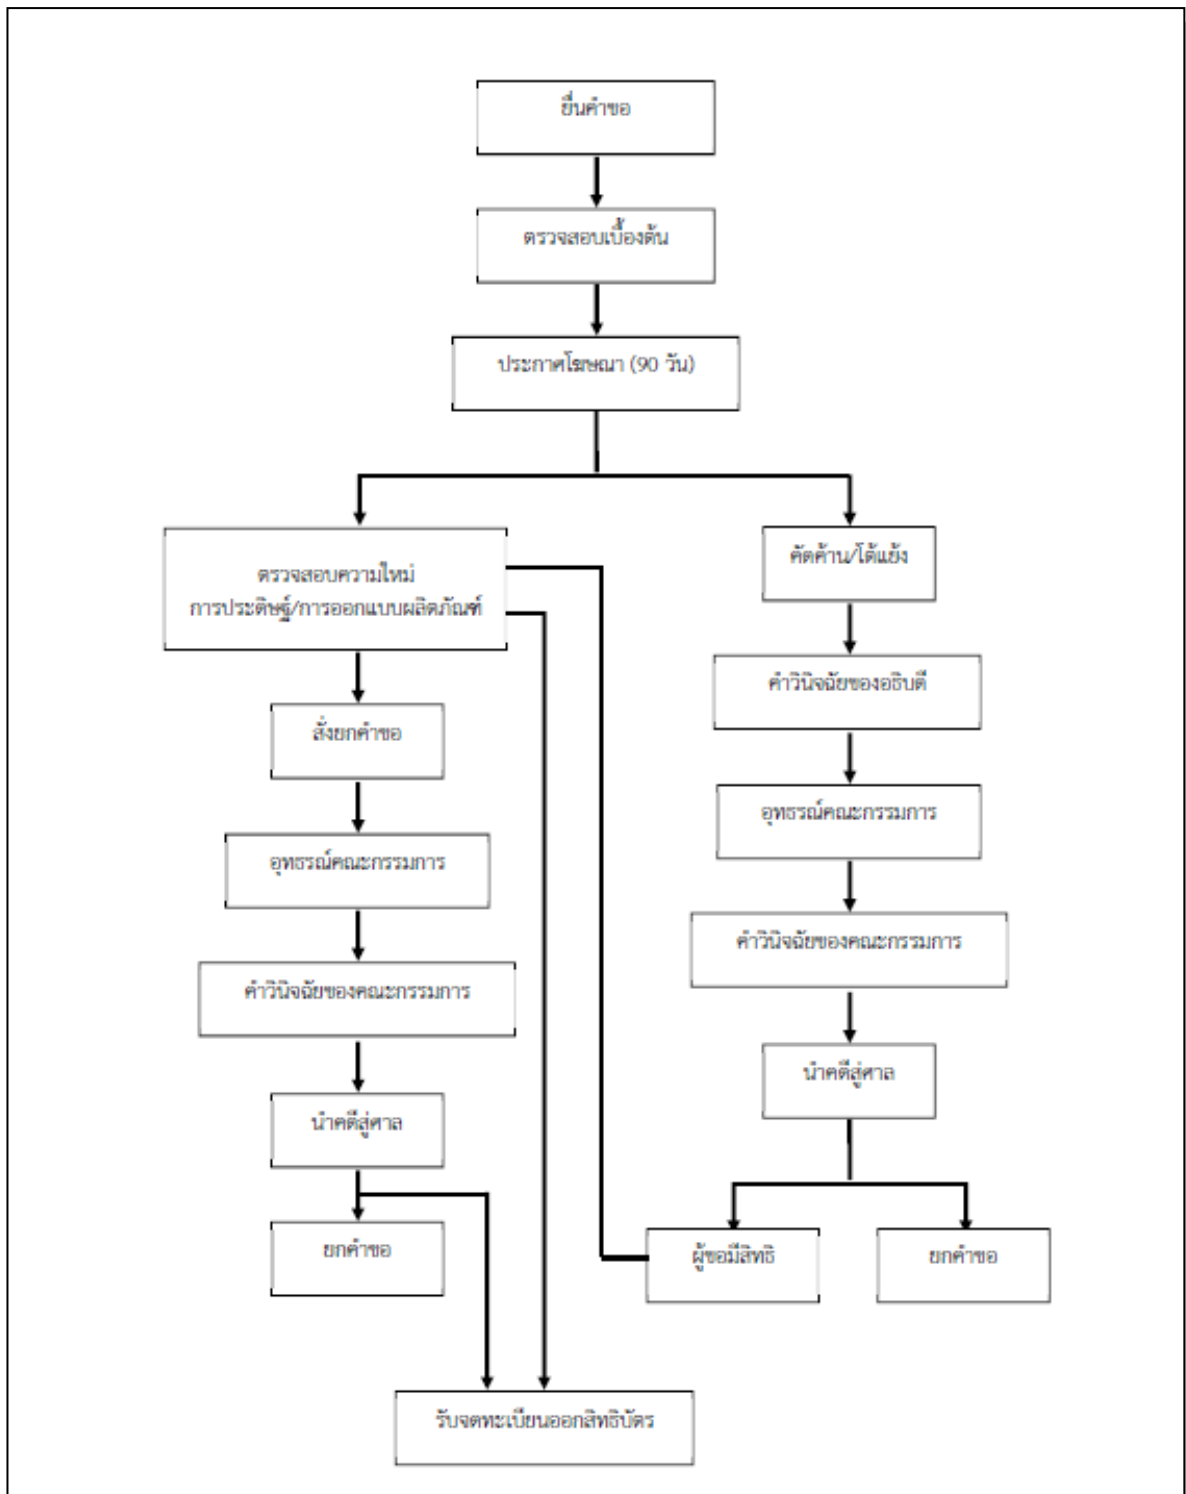 ยื่นคำขอ
ตรวจสอบเบื้องต้น
ประกาศโฆษณา (90 วัน)
ตรวจสอบความใหม่
การประดิษฐ์/การออกแบบผลิตภัณฑ์
สั่งยกคำขอ
อุทธรณ์คณะกรรมการ
คำวินิจฉัยของคณะกรรมการ
นำคดีสู่ศาล
ยกคำขอ
คัดค้าน/โต้แย้ง
คำวินิจฉัยของอธิบดี
อุทธรณ์คณะกรรมการ
คำวินิจฉัยของคณะกรรมการ
นำคดีสู่ศาล
ผู้ขอมีสิทธิ
ยกคำขอ
รับจดทะเบียนออกสิทธิบัตร